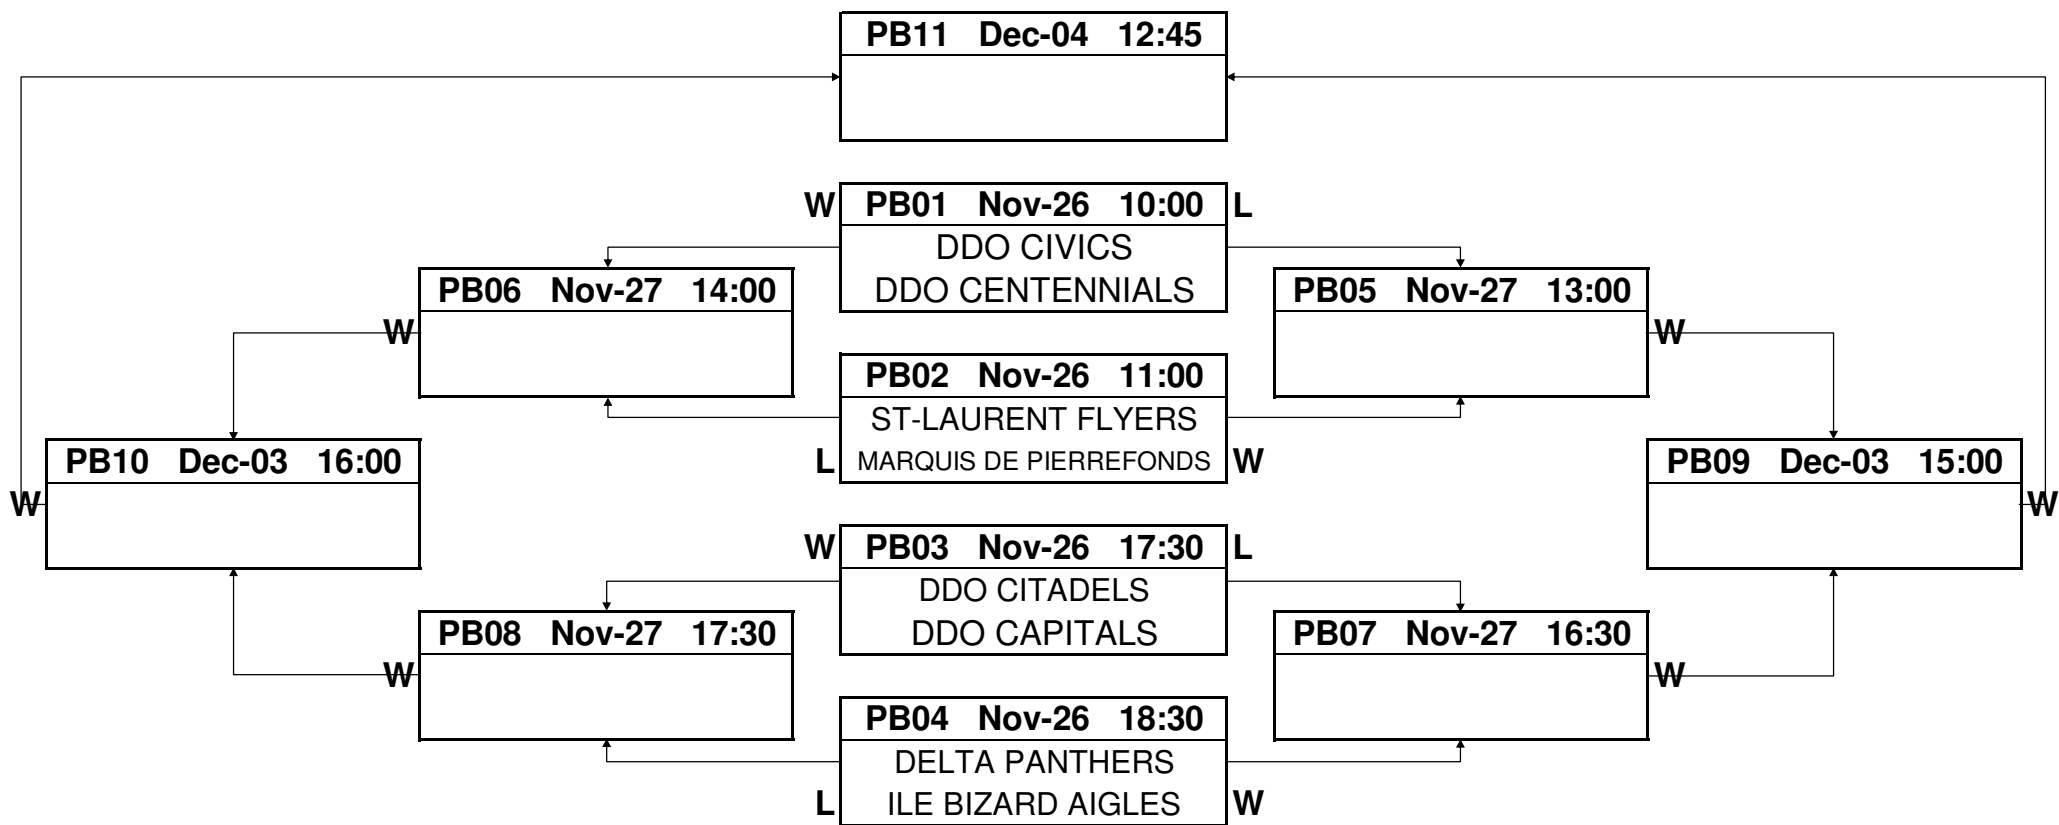 PB11 Dec-04 12:45
W PB01 Nov-26 10:00 L
DDO CIVICS
DDO CENTENNIALS
PB06 Nov-27 14:00
W
PB05 Nov-27 13:00
W
PB02 Nov-26 11:00
ST-LAURENT FLYERS
L MARQUIS DE PIERREFONDS W
PB10 Dec-03 16:00
W
PB09 Dec-03 15:00
W
W PB03 Nov-26 17:30 L
DDO CITADELS
DDO CAPITALS
PB08 Nov-27 17:30
W
PB07 Nov-27 16:30
W
PB04 Nov-26 18:30
DELTA PANTHERS
L ILE BIZARD AIGLES W